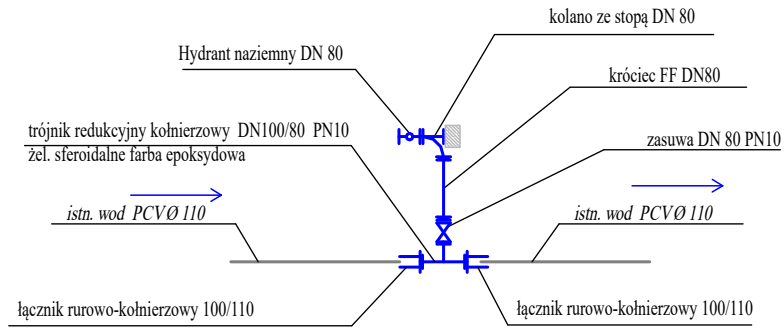 kolano ze stopą DN 80
Hydrant naziemny DN 80
króciec FF DN80
trójnik redukcyjny kołnierzowy DN100/80 PN10
żel. sferoidalne farba epoksydowa
zasuwa DN 80 PN10
istn. wod PCVØ 110
istn. wod PCVØ 110
łącznik rurowo-kołnierzowy 100/110
łącznik rurowo-kołnierzowy 100/110